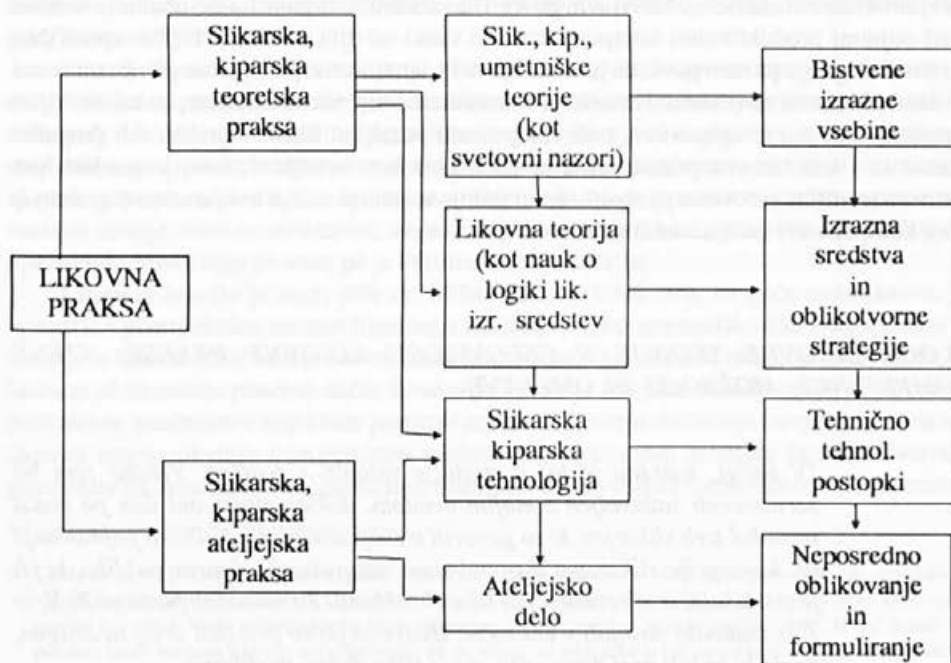 Slikarska,
kiparska
teoretska
praksa
Slik., kip.,
umetniške
teorije
(kot
svetovni nazori)
Bistvene
izrazne
vsebine
LIKOVNA
PRAKSA
Likovna teorija
(kot nauk o
logiki lik.
izr. sredstev
Izrazna
sredstva
in
oblikotvorne
strategije
Slikarska
kiparska
tehnologija
Tehnično
tehnol.
postopki
Slikarska,
kiparska
ateljejska
praksa
Ateljejsko
delo
Neposredno
oblikovanje
in
formuliranje